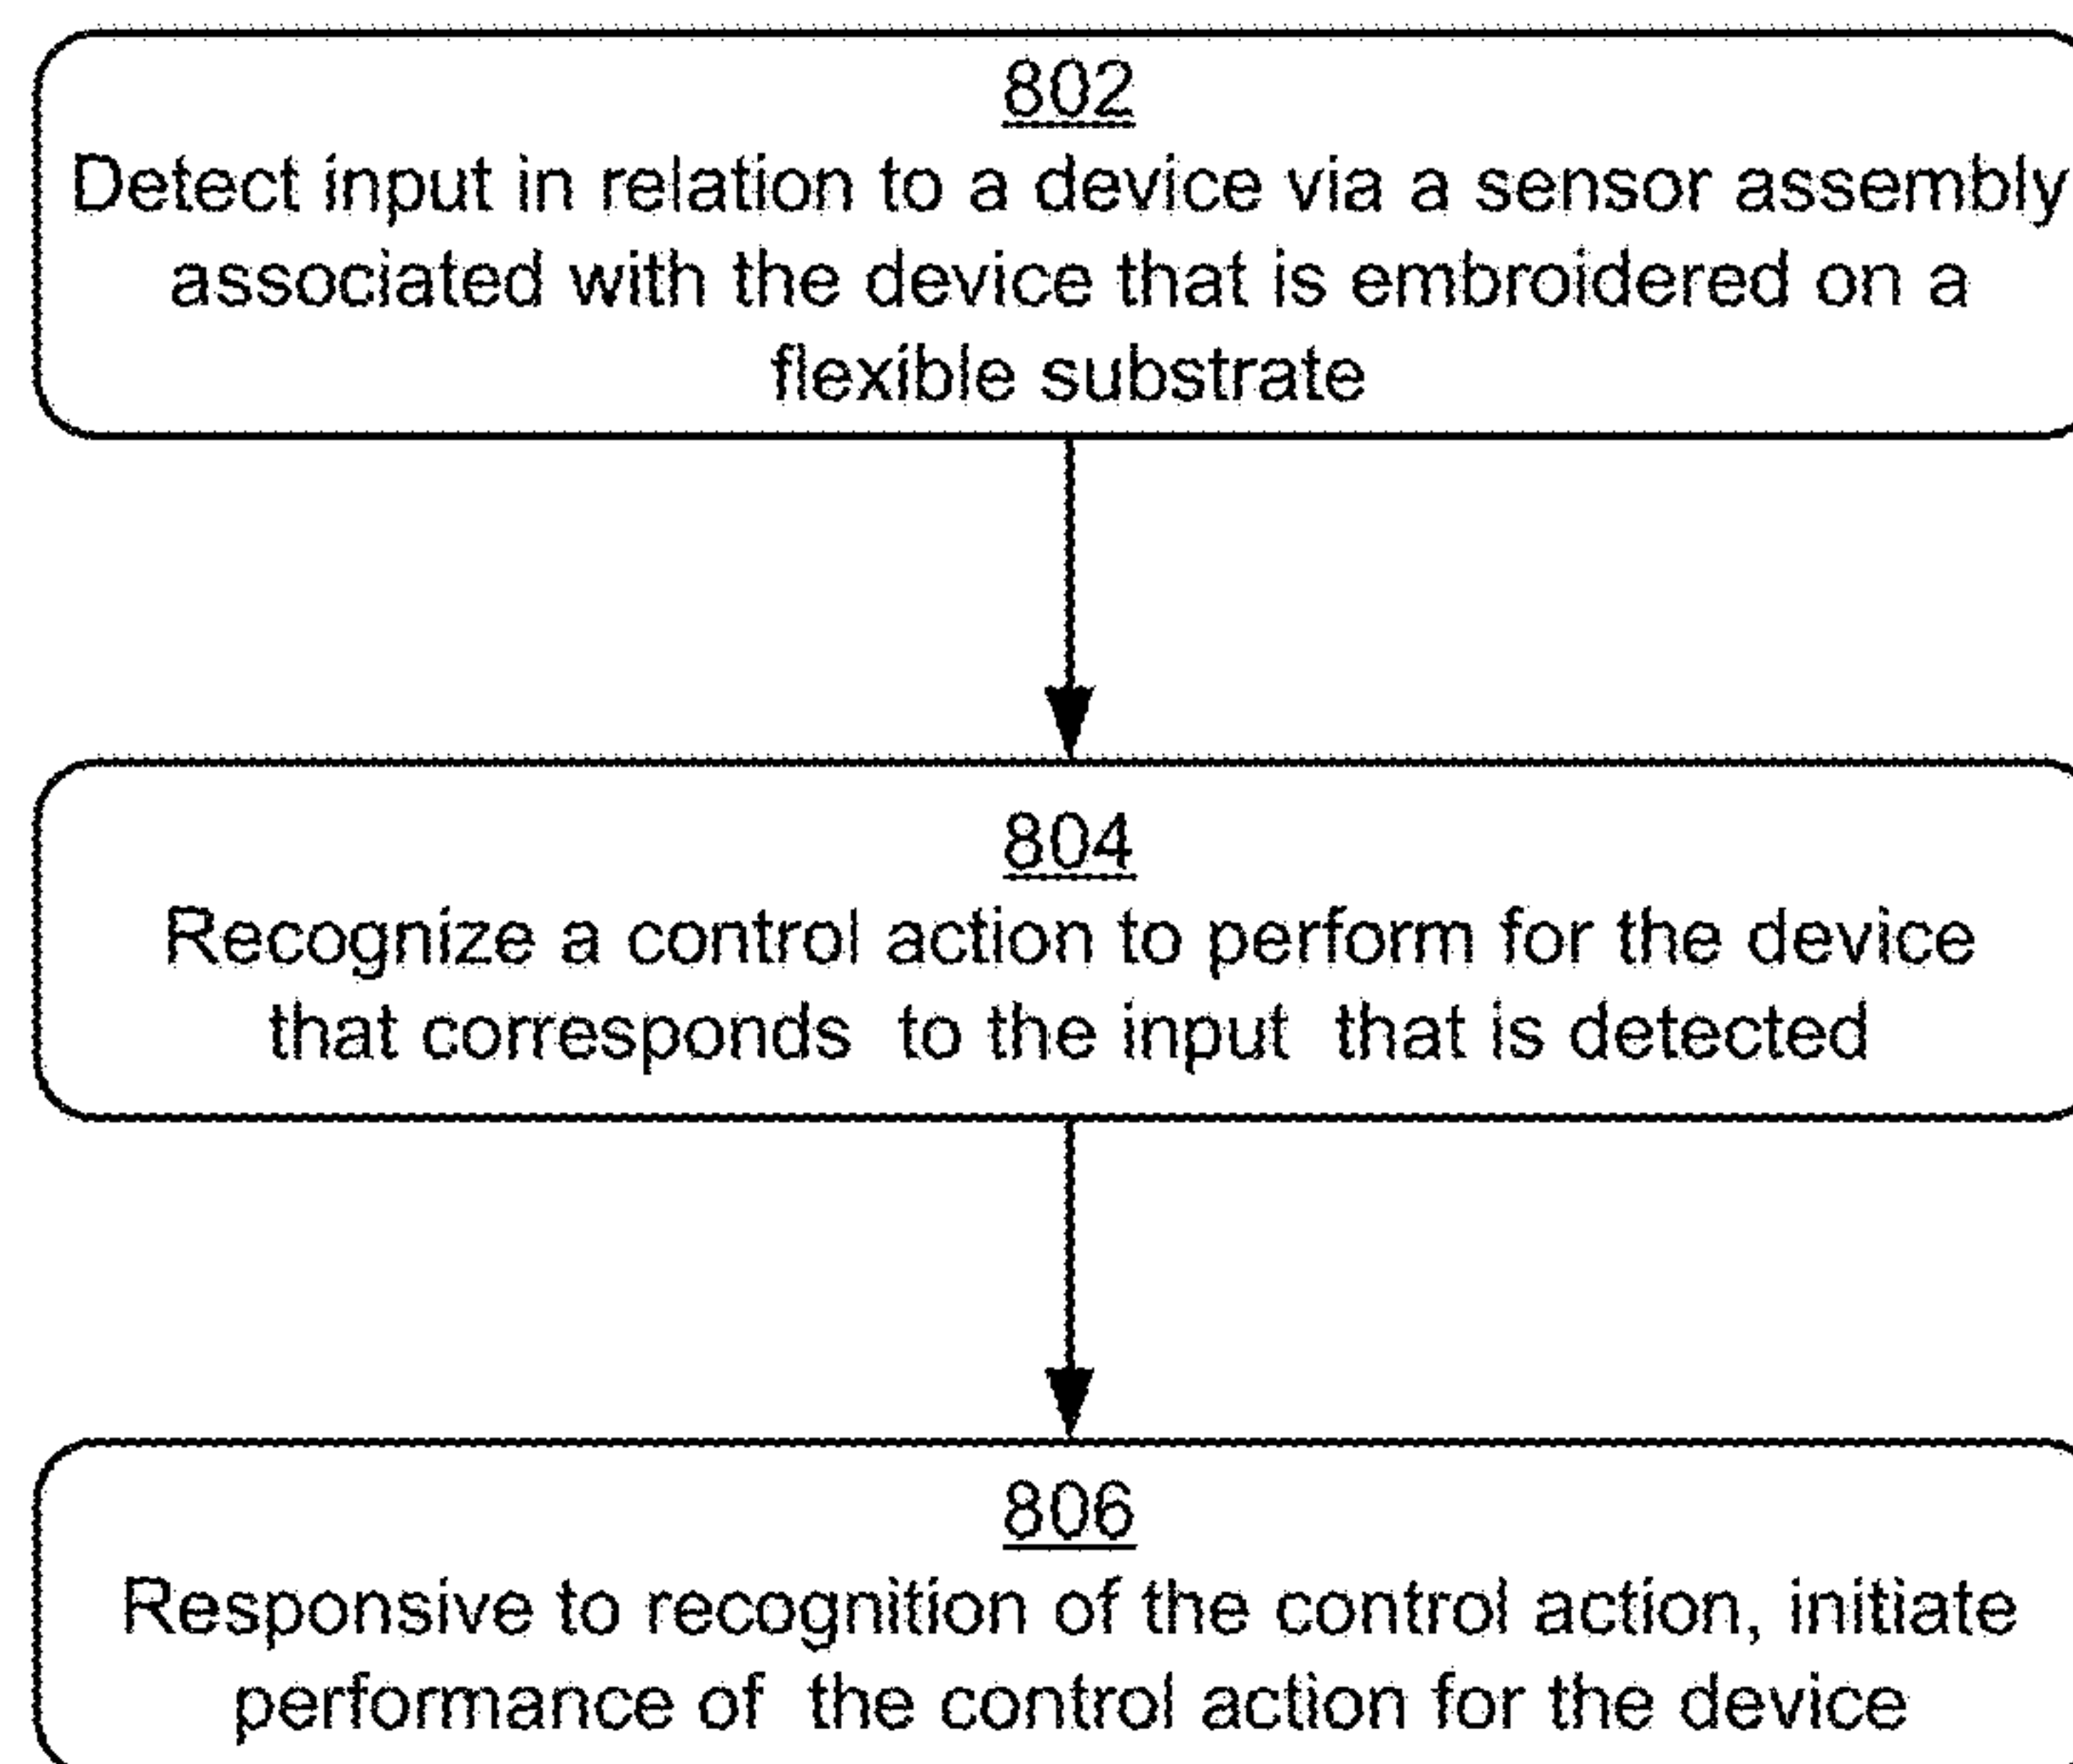 802
Detect input in relation to a device via a sensor assembly
associated with the device that is embroidered on a
flexible substrate
804
Recognize a control action to perform for the device
that corresponds to the input that is detected
806
Responsive to recognition of the control action, initiate
performance of the control action for the device